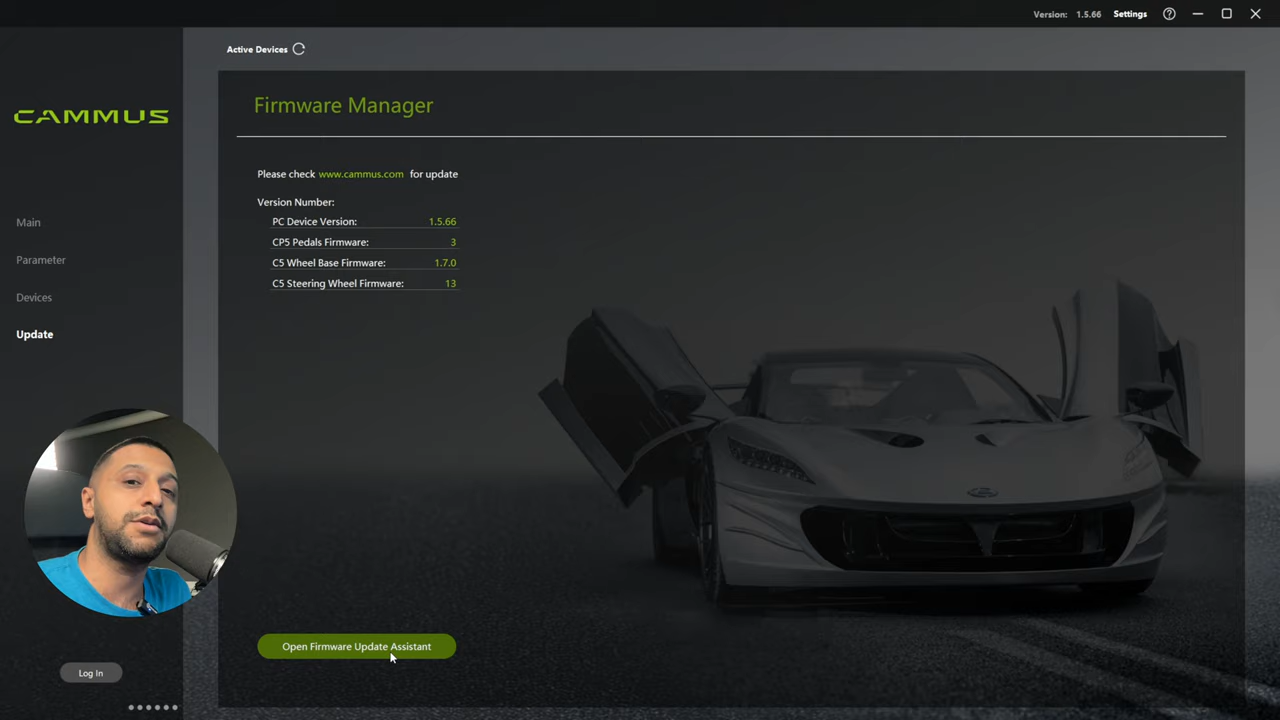 Version: 1.5.66 Settings
Active Devices
CAMMUS
Firmware Manager
Please check www.cammus.com for update
Version Number:
PC Device Version: 1.5.66
CP5 Pedals Firmware: 3
C5 Wheel Base Firmware: 1.7.0
C5 Steering Wheel Firmware: 13
Main
Parameter
Devices
Update
Open Firmware Update Assistant
Log In